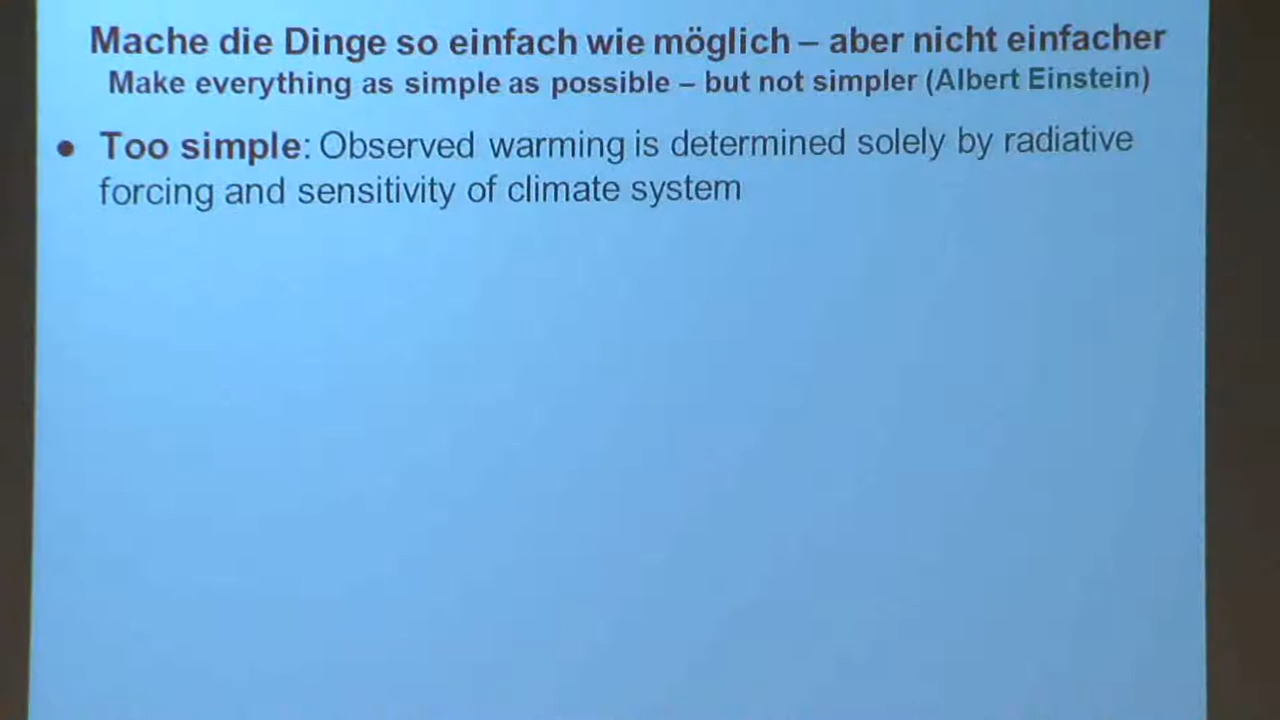 Mache die Dinge so einfach wie möglich – aber nicht einfacher
Make everything as simple as possible – but not simpler (Albert Einstein)
● Too simple: Observed warming is determined solely by radiative
forcing and sensitivity of climate system